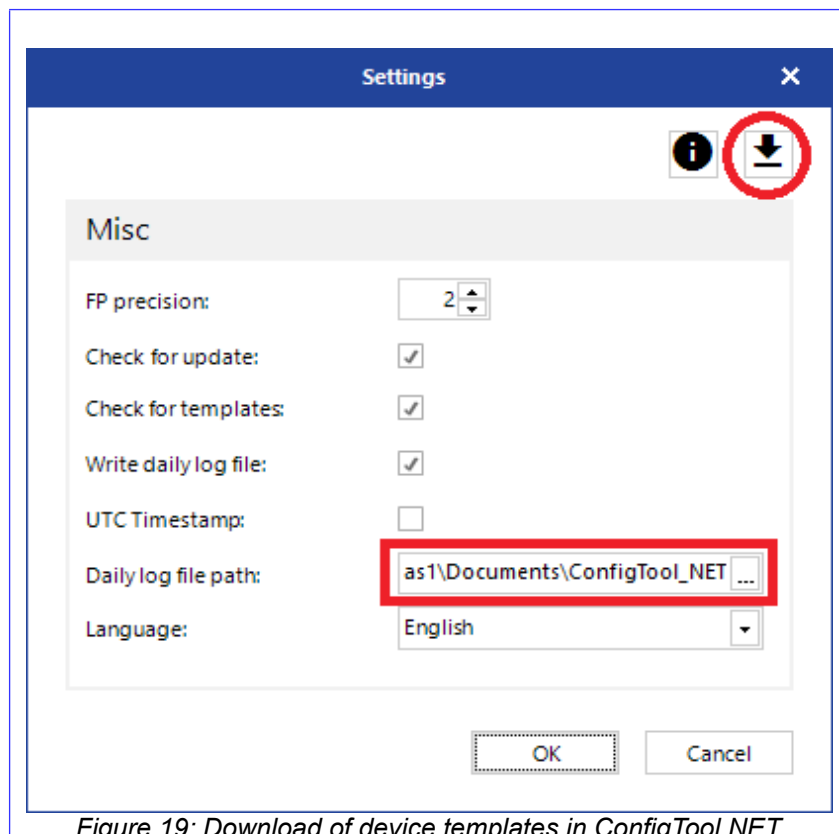 Settings
Misc
FP precision: 2
Check for update:
Check for templates:
Write daily log file:
UTC Timestamp:
Daily log file path: as1\Documents\ConfigTool_NET ...
Language: English
OK Cancel
Figure 19: Download of device templates in ConfigTool.NET